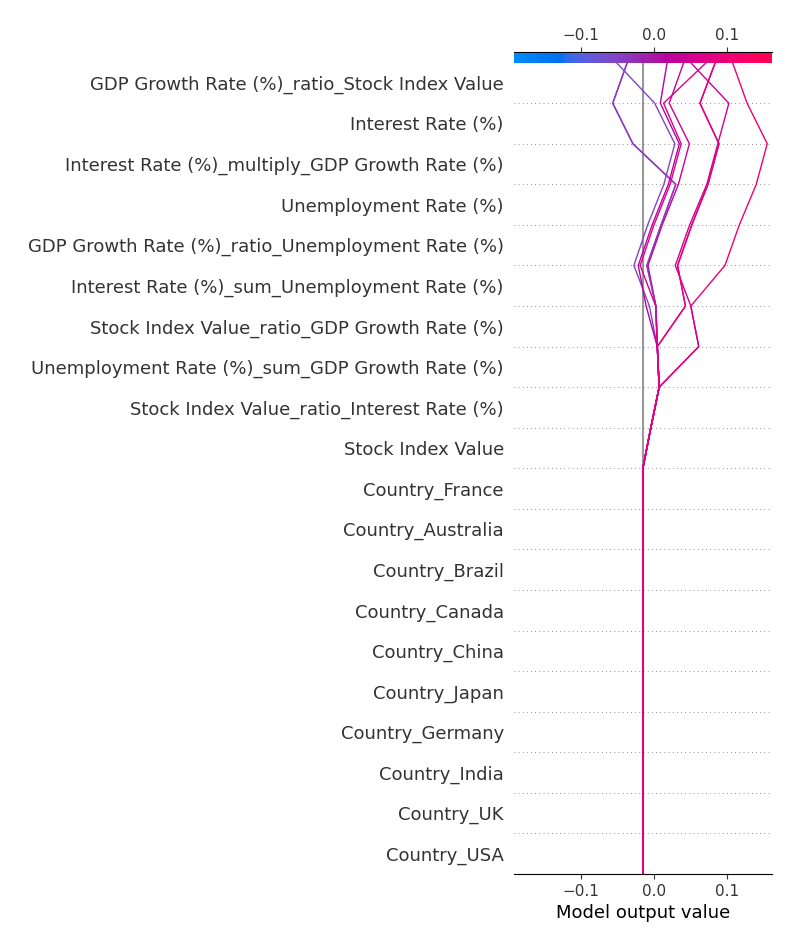 −0.1 0.0 0.1
GDP Growth Rate (%)_ratio_Stock Index Value
Interest Rate (%)
Interest Rate (%)_multiply_GDP Growth Rate (%)
Unemployment Rate (%)
GDP Growth Rate (%)_ratio_Unemployment Rate (%)
Interest Rate (%)_sum_Unemployment Rate (%)
Stock Index Value_ratio_GDP Growth Rate (%)
Unemployment Rate (%)_sum_GDP Growth Rate (%)
Stock Index Value_ratio_Interest Rate (%)
Stock Index Value
Country_France
Country_Australia
Country_Brazil
Country_Canada
Country_China
Country_Japan
Country_Germany
Country_India
Country_UK
Country_USA
−0.1 0.0 0.1
Model output value